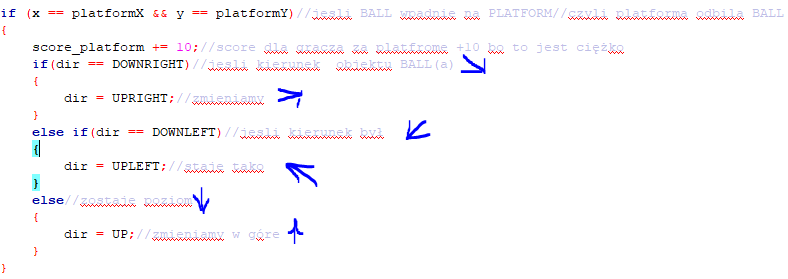 if (x == platformX && y == platformY)//jesli BALL wpadnie na PLATFORM//czyli platforma odbila BALL
{
score_platform += 10;//score dla gracza za platfrome +10 bo to jest ciężko
if(dir == DOWNRIGHT)//jesli kierunek  objektu BALL(a)
{
dir = UPRIGHT;//zmieniamy
}
else if(dir == DOWNLEFT)//jesli kierunek był
{
dir = UPLEFT;//staje tako
}
else//zostaje poziom
{
dir = UP;//zmieniamy w góre
}
}